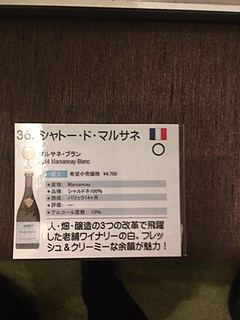 36. シャトー・ド・マルサネ
マルサネ・ブラン
2014 Marsannay Blanc
希望小売価格 ¥4,700
産地： Marsannay
品種： シャルドネ100%
熟成： バリック14ヶ月
評価： —
アルコール度数： 13%
人・畑・醸造の3つの改革で飛躍
した老舗ワイナリーの白。フレッ
シュ＆クリーミーな余韻が魅力！